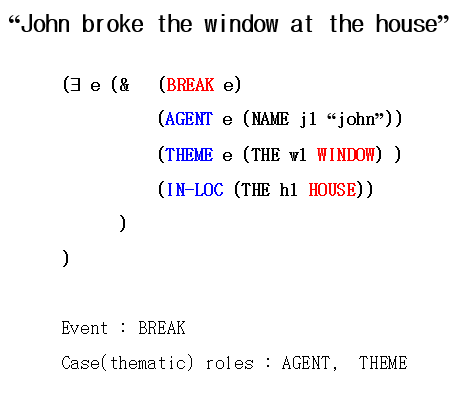 “John broke the window at the house”
(∃ e (& (BREAK e)
(AGENT e (NAME j1 “john”))
(THEME e (THE w1 WINDOW) )
(IN-LOC (THE h1 HOUSE))
)
)
Event : BREAK
Case(thematic) roles : AGENT, THEME